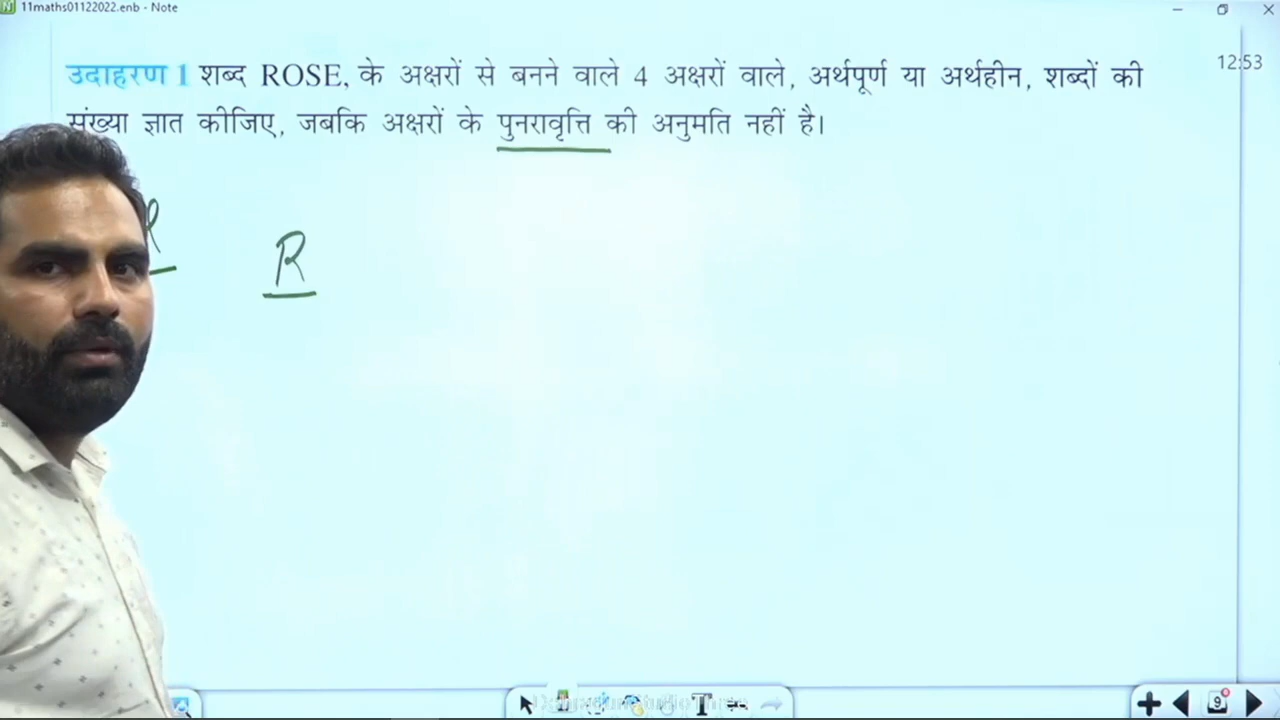 11maths01122022.enb - Note
12:53
उदाहरण 1 शब्द ROSE, के अक्षरों से बनने वाले 4 अक्षरों वाले, अर्थपूर्ण या अर्थहीन, शब्दों की
संख्या ज्ञात कीजिए, जबकि अक्षरों के पुनरावृत्ति की अनुमति नहीं है।
R
R
9